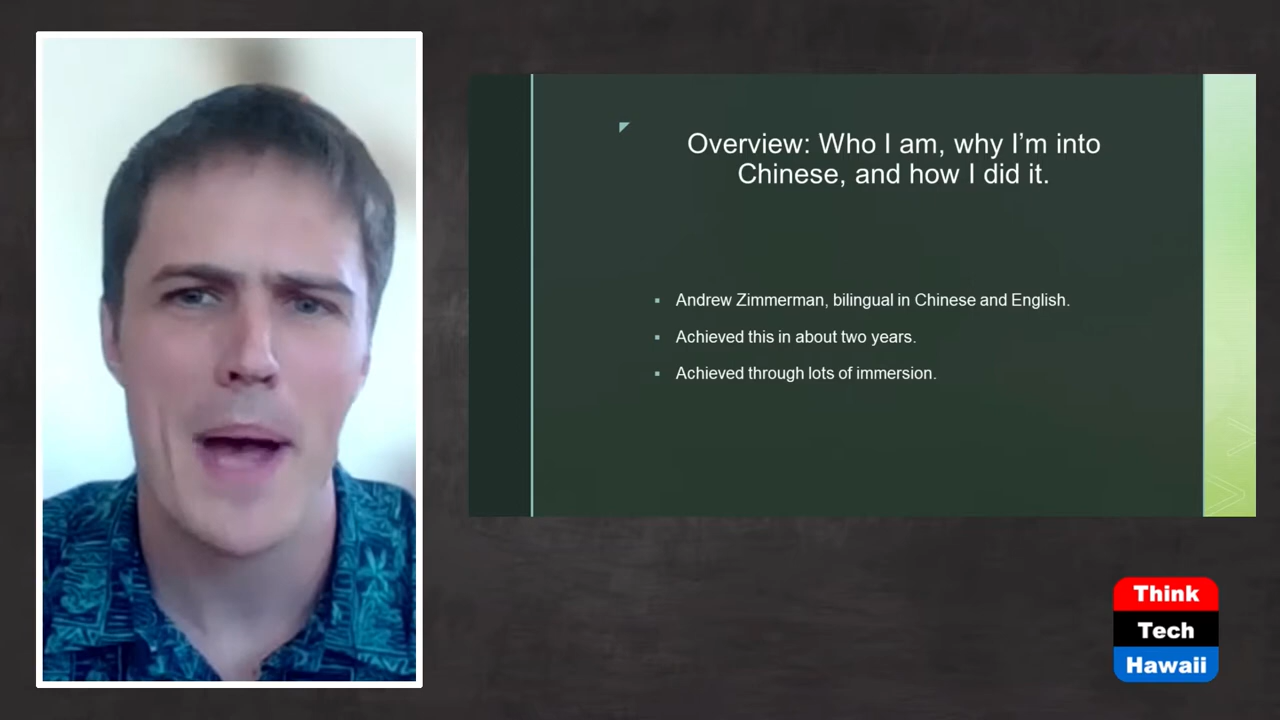 Overview: Who I am, why I’m into
Chinese, and how I did it.
▪ Andrew Zimmerman, bilingual in Chinese and English.
▪ Achieved this in about two years.
▪ Achieved through lots of immersion.
Think
Tech
Hawaii